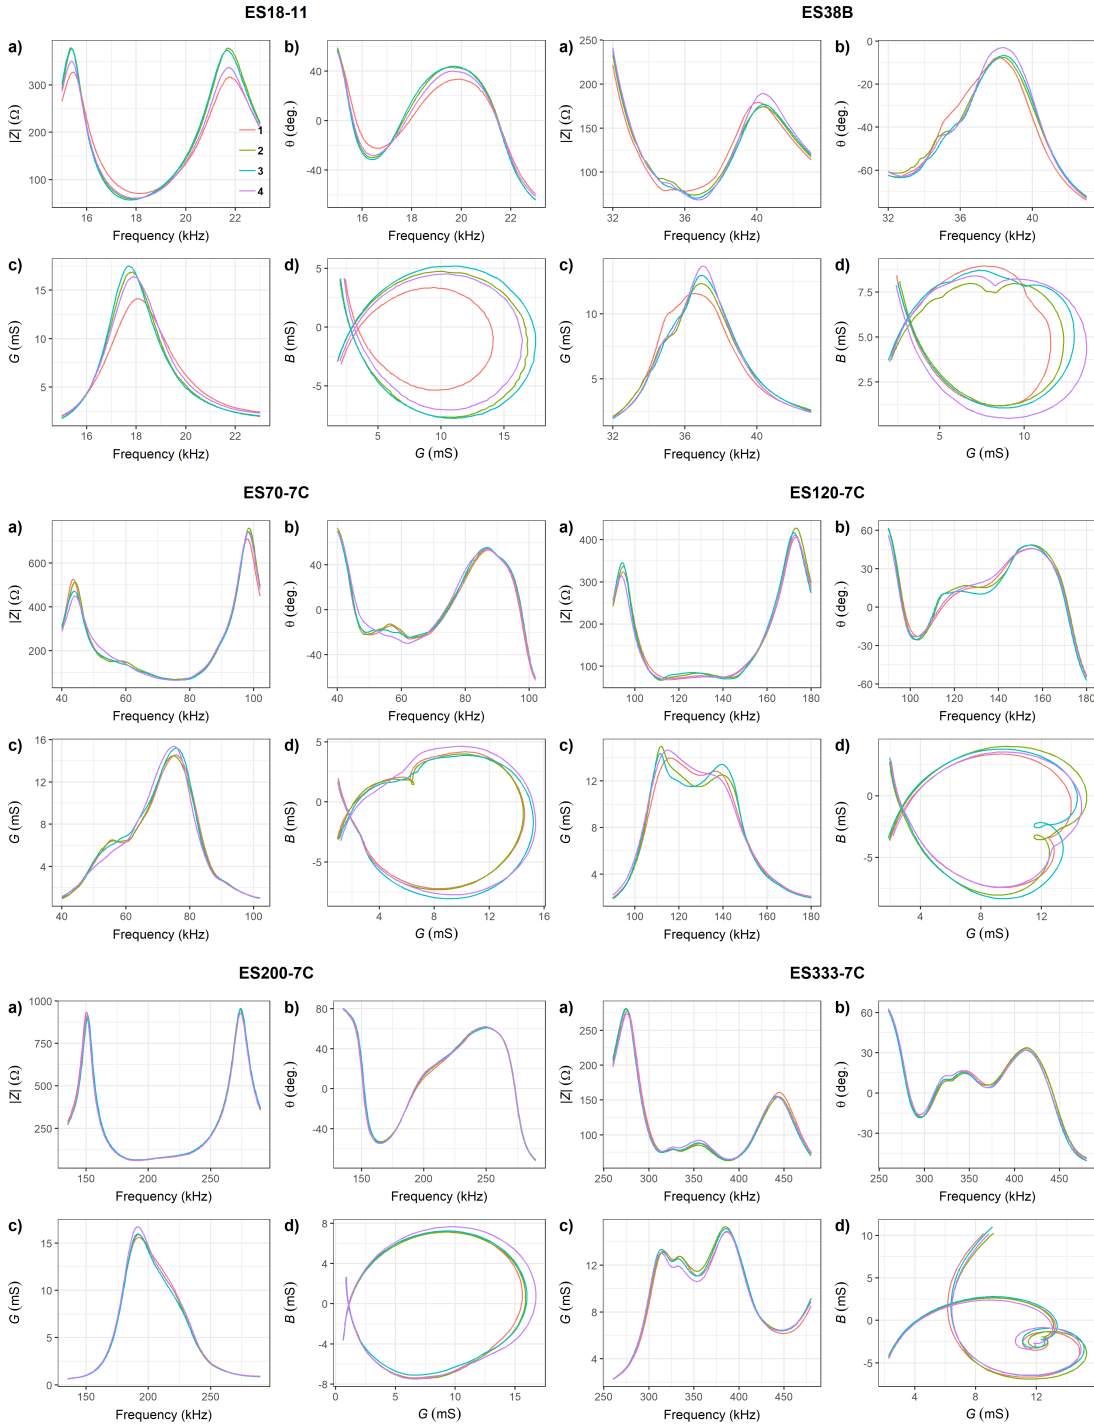 ES18-11
ES38B
a)
b)
a)
b)
|Z| (Ω)
300
200
100
1
2
3
4
16
18
20
22
Frequency (kHz)
θ (deg.)
40
0
-40
16
18
20
22
Frequency (kHz)
|Z| (Ω)
250
200
150
100
32
36
40
Frequency (kHz)
θ (deg.)
0
-20
-40
-60
32
36
40
Frequency (kHz)
c)
d)
c)
d)
G (mS)
15
10
5
16
18
20
22
Frequency (kHz)
B (mS)
5
0
-5
5
10
15
G (mS)
G (mS)
10
5
32
36
40
Frequency (kHz)
B (mS)
7.5
5.0
2.5
5
10
G (mS)
ES70-7C
ES120-7C
a)
b)
a)
b)
|Z| (Ω)
600
400
200
40
60
80
100
Frequency (kHz)
θ (deg.)
40
0
-40
40
60
80
100
Frequency (kHz)
|Z| (Ω)
400
300
200
100
100
120
140
160
180
Frequency (kHz)
θ (deg.)
60
30
0
-30
-60
100
120
140
160
180
Frequency (kHz)
c)
d)
c)
d)
G (mS)
16
12
8
4
40
60
80
100
Frequency (kHz)
B (mS)
5
0
-5
4
8
12
16
G (mS)
G (mS)
12
8
4
100
120
140
160
180
Frequency (kHz)
B (mS)
5
0
-5
4
8
12
G (mS)
ES200-7C
ES333-7C
a)
b)
a)
b)
|Z| (Ω)
1000
750
500
250
150
200
250
Frequency (kHz)
θ (deg.)
80
40
0
-40
150
200
250
Frequency (kHz)
|Z| (Ω)
250
200
150
100
250
300
350
400
450
Frequency (kHz)
θ (deg.)
60
30
0
-30
250
300
350
400
450
Frequency (kHz)
c)
d)
c)
d)
G (mS)
15
10
5
0
150
200
250
Frequency (kHz)
B (mS)
8
4
0
-4
-8
0
5
10
15
G (mS)
G (mS)
12
8
4
250
300
350
400
450
Frequency (kHz)
B (mS)
10
5
0
-5
4
8
12
16
G (mS)